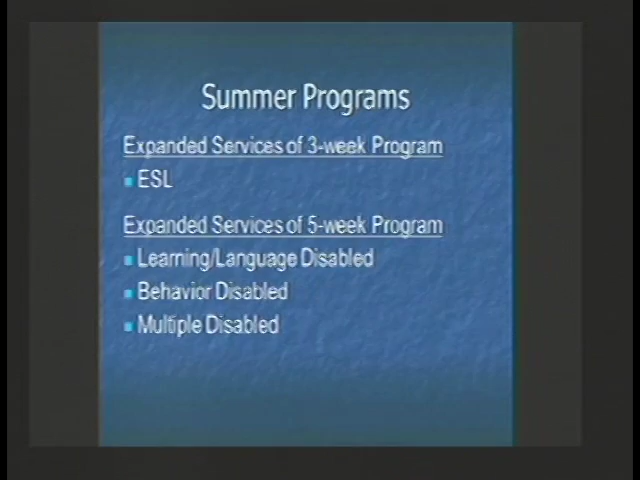 Summer Programs
Expanded Services of 3-week Program
ESL
Expanded Services of 5-week Program
Learning/Language Disabled
Behavior Disabled
Multiple Disabled